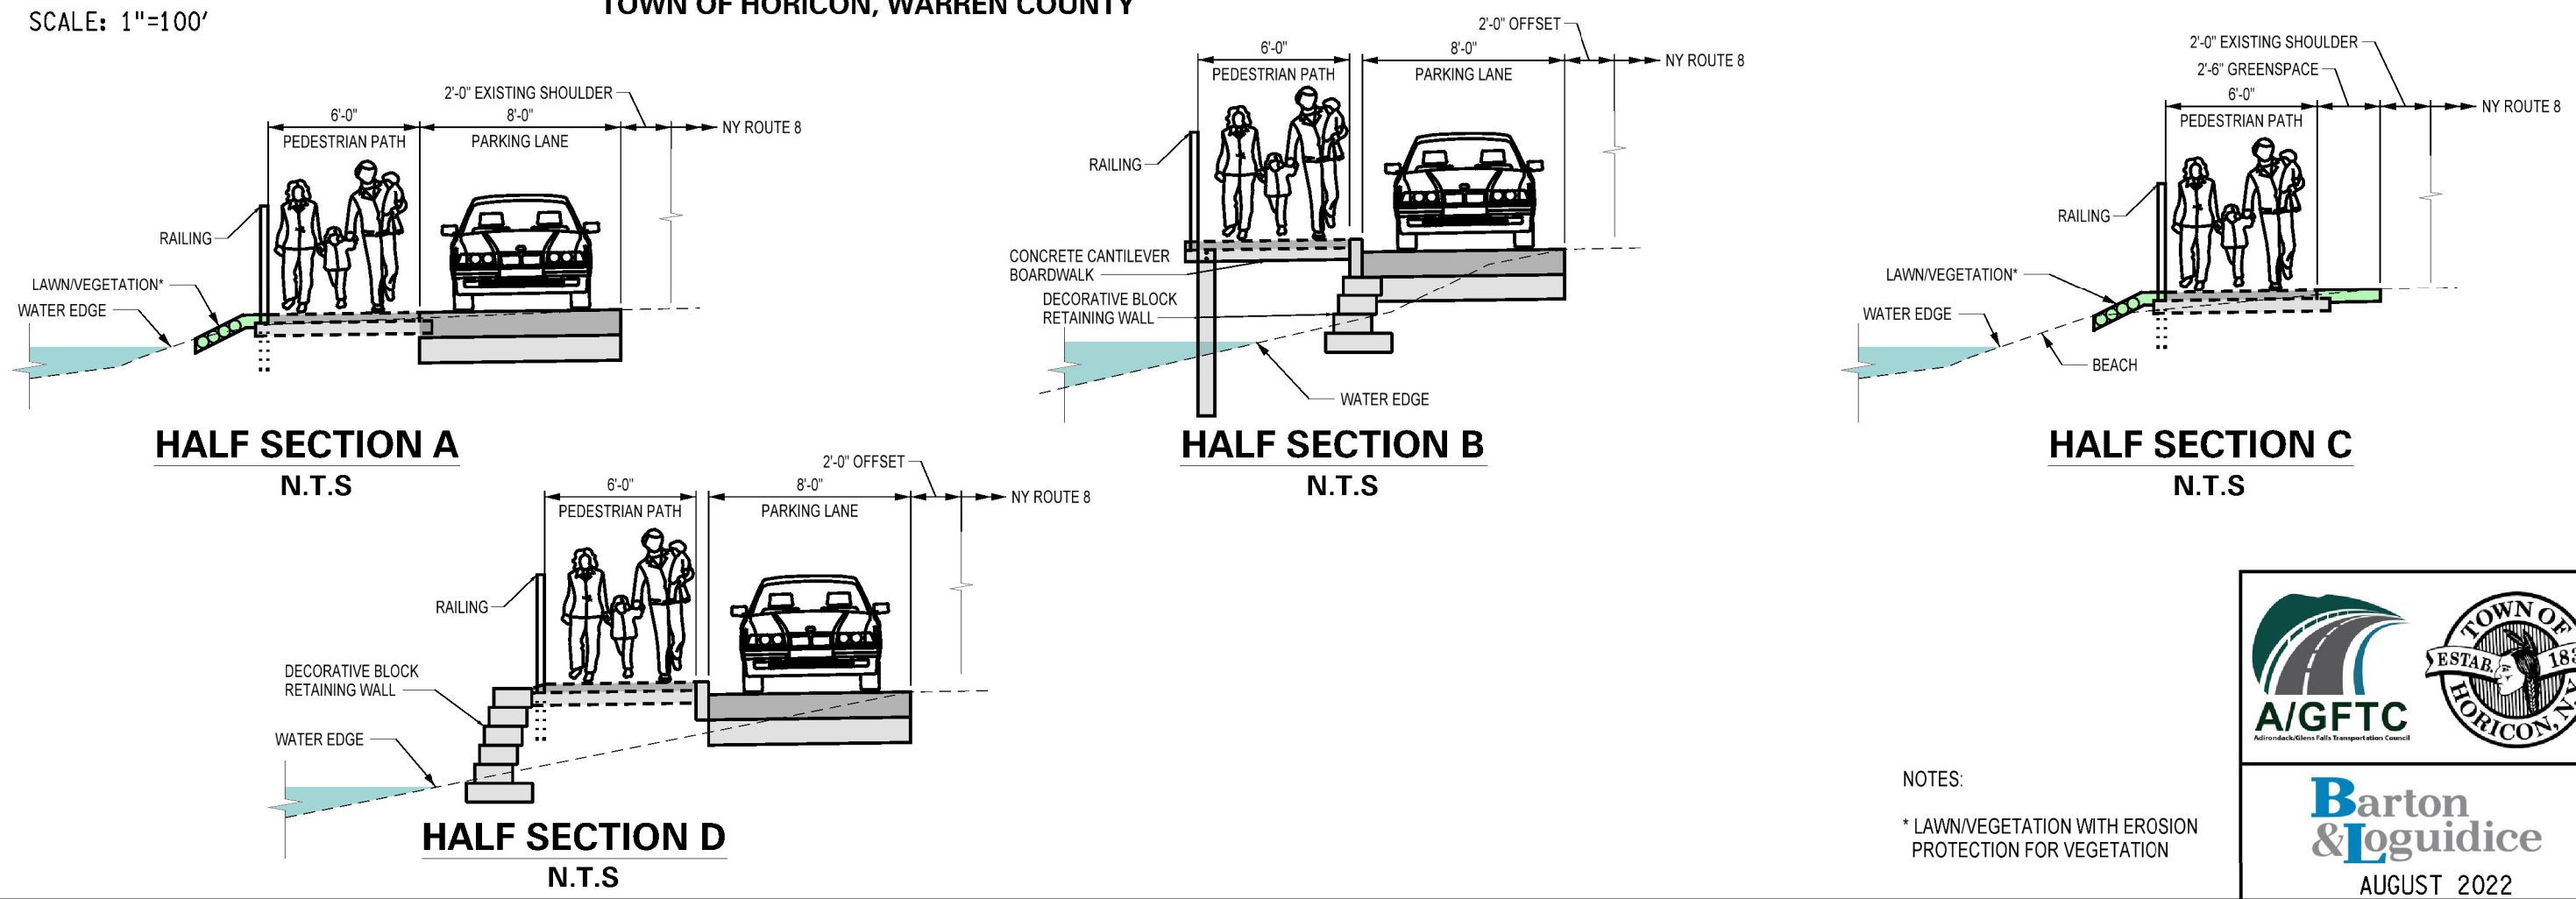 SCALE: 1"=100'
TOWN OF HORICON, WARREN COUNTY
2'-0" EXISTING SHOULDER
6'-0"
8'-0"
NY ROUTE 8
PEDESTRIAN PATH
PARKING LANE
RAILING
LAWN/VEGETATION*
WATER EDGE
HALF SECTION A
N.T.S
2'-0" OFFSET
6'-0"
8'-0"
NY ROUTE 8
PEDESTRIAN PATH
PARKING LANE
RAILING
CONCRETE CANTILEVER
BOARDWALK
DECORATIVE BLOCK
RETAINING WALL
WATER EDGE
HALF SECTION B
N.T.S
2'-0" EXISTING SHOULDER
2'-6" GREENSPACE
6'-0"
NY ROUTE 8
PEDESTRIAN PATH
RAILING
LAWN/VEGETATION*
WATER EDGE
BEACH
HALF SECTION C
N.T.S
2'-0" OFFSET
6'-0"
8'-0"
NY ROUTE 8
PEDESTRIAN PATH
PARKING LANE
RAILING
DECORATIVE BLOCK
RETAINING WALL
WATER EDGE
HALF SECTION D
N.T.S
NOTES:
* LAWN/VEGETATION WITH EROSION
PROTECTION FOR VEGETATION
A/GFTC
Adirondack/Glens Falls Transportation Council
TOWN OF
ESTAB. 183
HORICON, N.Y
Barton
&Loguidice
AUGUST 2022